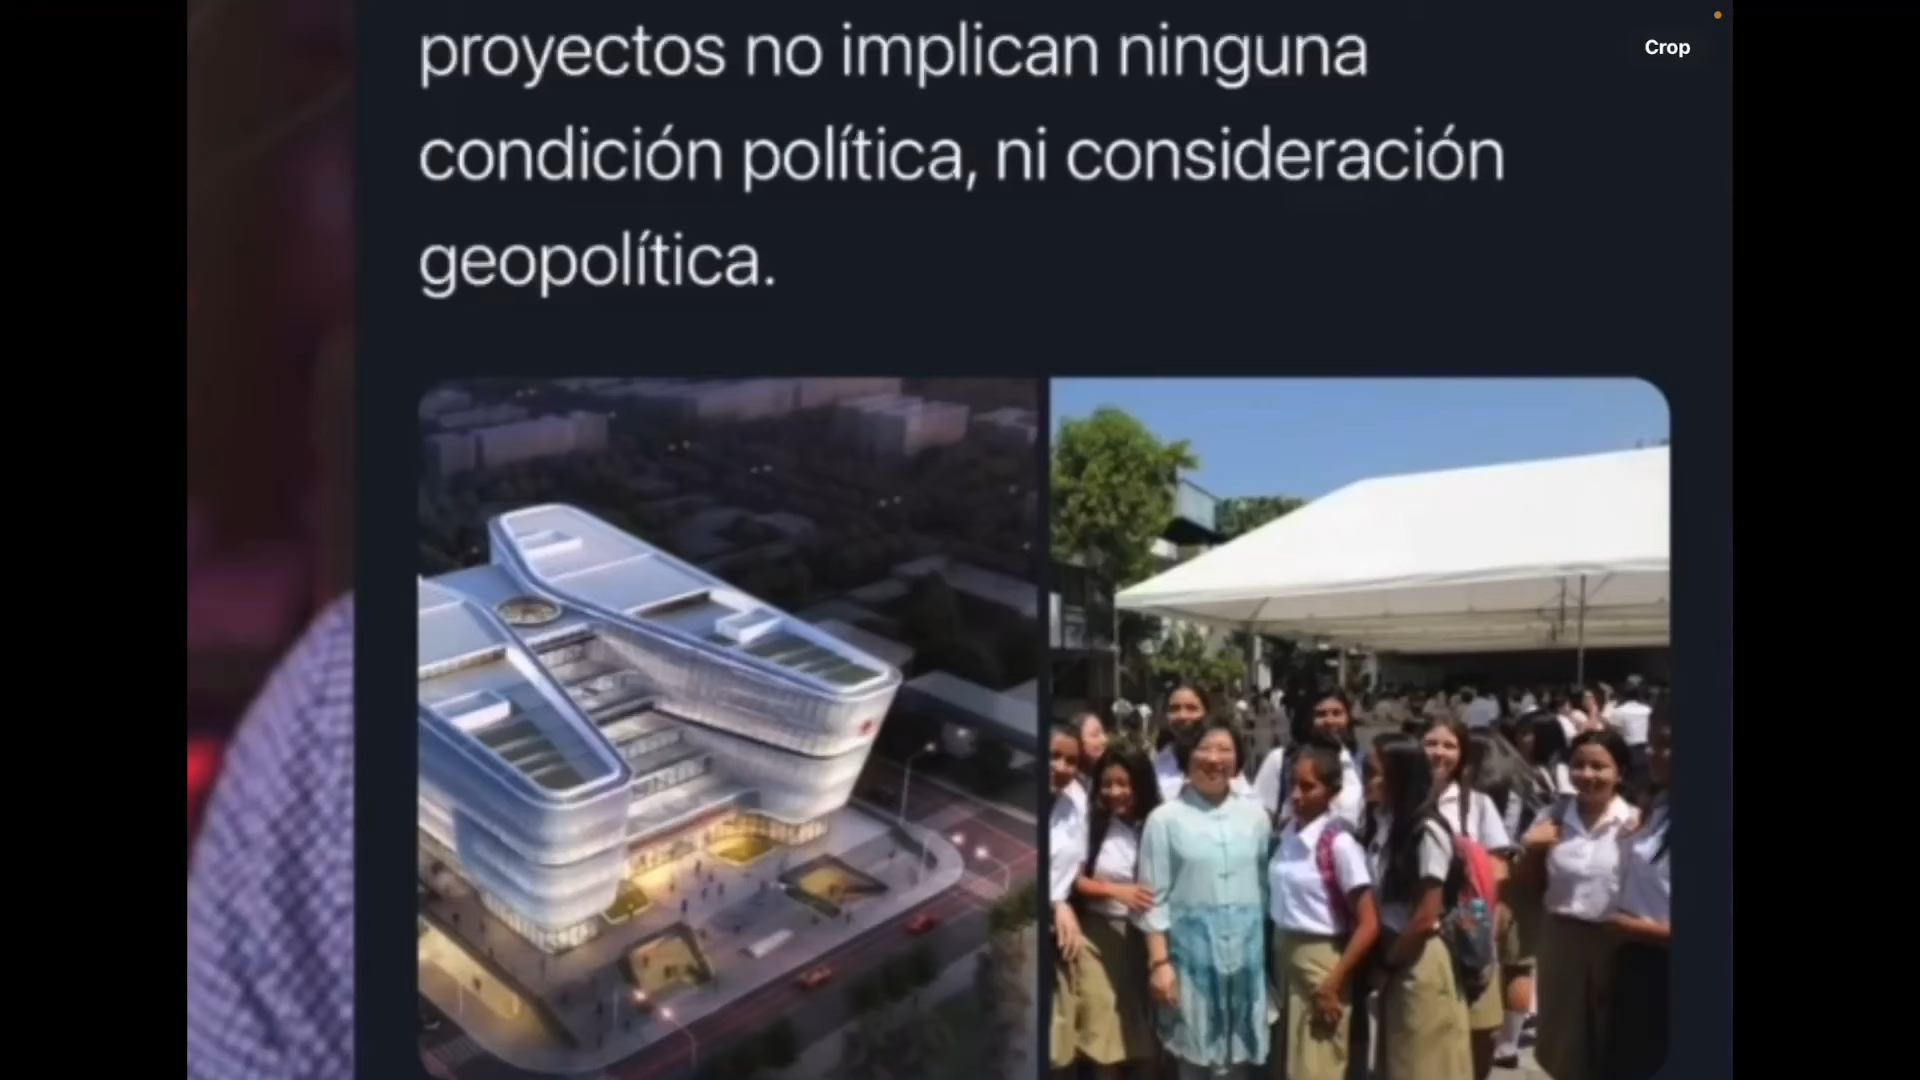 Crop
proyectos no implican ninguna
condición política, ni consideración
geopolítica.